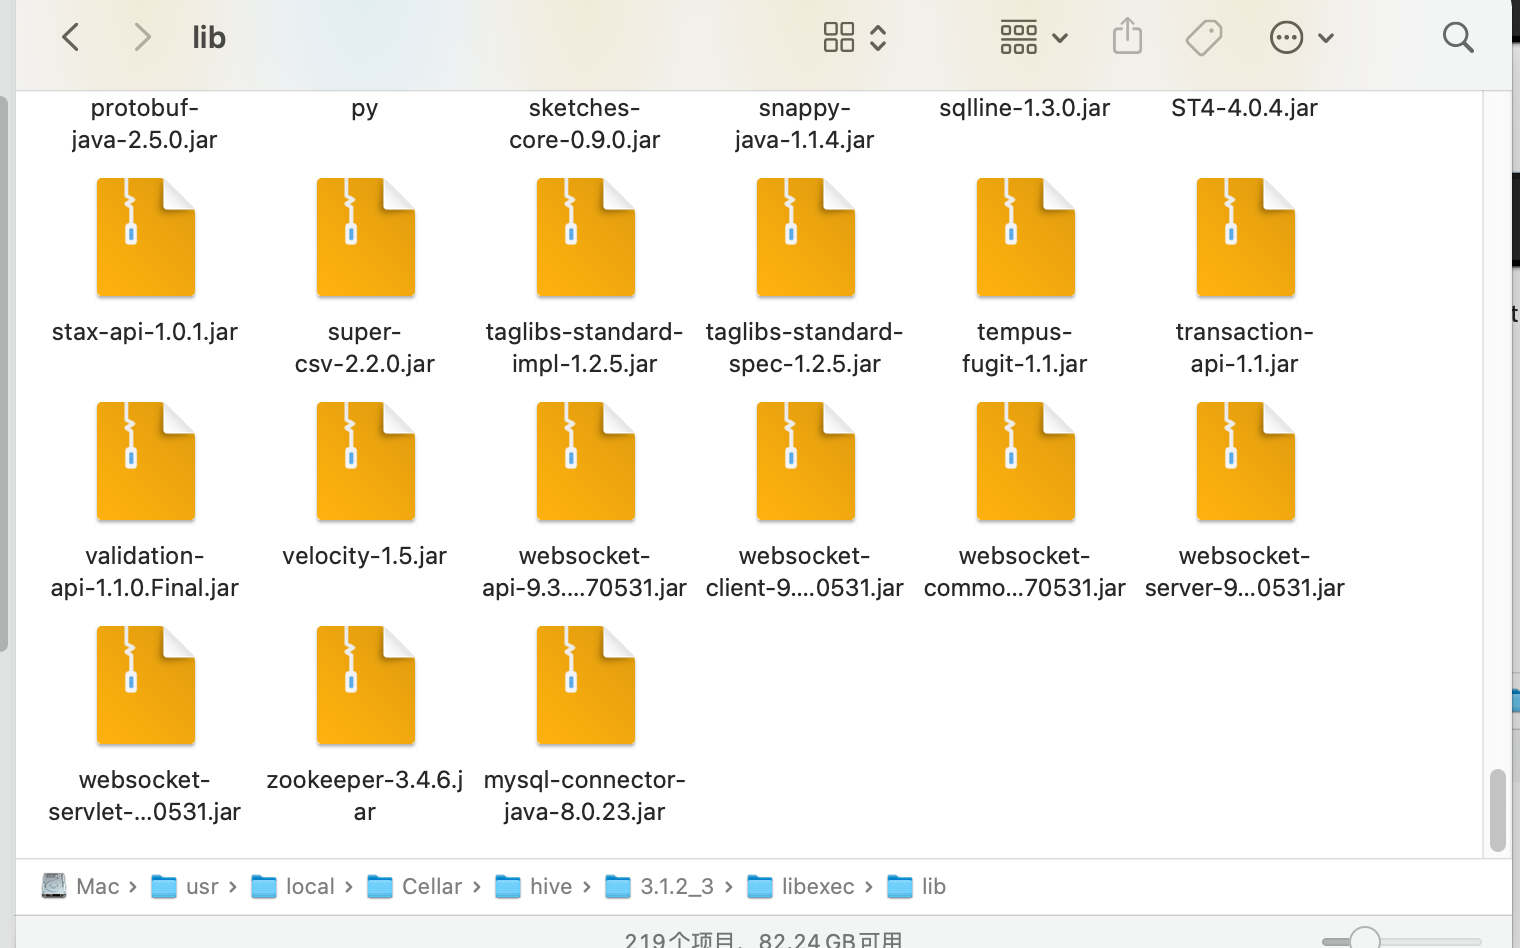 lib
protobuf-
java-2.5.0.jar
py
sketches-
core-0.9.0.jar
snappy-
java-1.1.4.jar
sqlline-1.3.0.jar
ST4-4.0.4.jar
stax-api-1.0.1.jar
super-
csv-2.2.0.jar
taglibs-standard-
impl-1.2.5.jar
taglibs-standard-
spec-1.2.5.jar
tempus-
fugit-1.1.jar
transaction-
api-1.1.jar
validation-
api-1.1.0.Final.jar
velocity-1.5.jar
websocket-
api-9.3....70531.jar
websocket-
client-9....0531.jar
websocket-
commo...70531.jar
websocket-
server-9...0531.jar
websocket-
servlet-...0531.jar
zookeeper-3.4.6.j
ar
mysql-connector-
java-8.0.23.jar
Mac › usr › local › Cellar › hive › 3.1.2_3 › libexec › lib
219个项目，82.24 GB可用